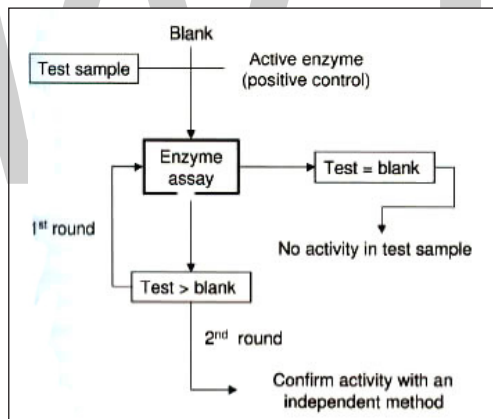 Blank
Test sample
Active enzyme
(positive control)
Enzyme
assay
Test = blank
1st round
No activity in test sample
Test > blank
2nd round
Confirm activity with an
independent method